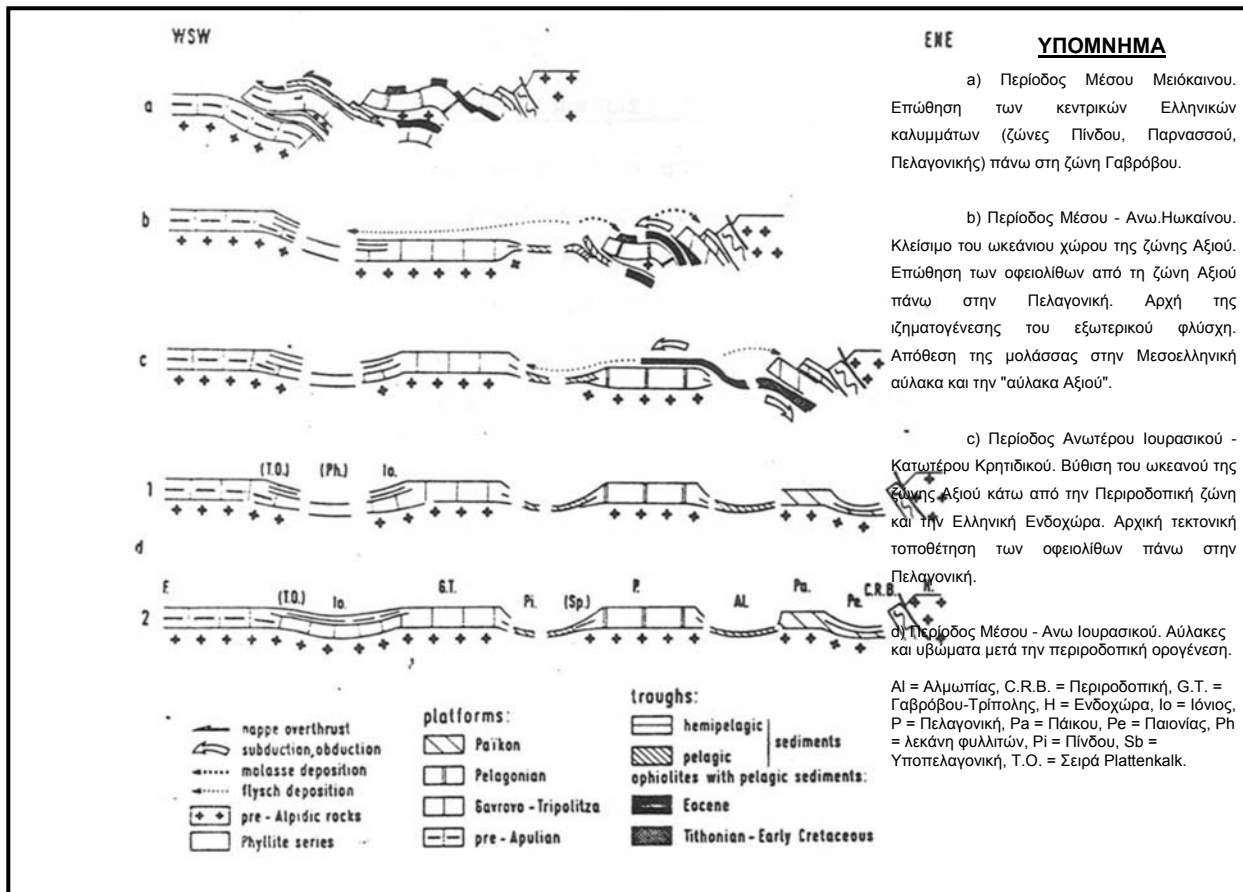 WSW
ENE
a
b
c
(T.O.) (Ph.) Io.
1
d
F. (T.O.) Io. G.T. Pi. (Sp.) P. Al. Pa. Pe. C.R.B. H.
2
nappe overthrust
subduction, obduction
molasse deposition
flysch deposition
pre - Alpidic rocks
Phyllite series
platforms:
Païkon
Pelagonian
Gavrovo - Tripolitza
pre - Apulian
troughs:
hemipelagic
pelagic
sediments
ophiolites with pelagic sediments:
Eocene
Tithonian - Early Cretaceous
ΥΠΟΜΝΗΜΑ
a) Περίοδος Μέσου Μειόκαινου.
Επώθηση των κεντρικών Ελληνικών
καλυμμάτων (ζώνες Πίνδου, Παρνασσού,
Πελαγονικής) πάνω στη ζώνη Γαβρόβου.
b) Περίοδος Μέσου - Ανω.Ηωκαίνου.
Κλείσιμο του ωκεάνιου χώρου της ζώνης Αξιού.
Επώθηση των οφειολίθων από τη ζώνη Αξιού
πάνω στην Πελαγονική. Αρχή της
ιζηματογένεσης του εξωτερικού φλύσχη.
Απόθεση της μολάσσας στην Μεσοελληνική
αύλακα και την "αύλακα Αξιού".
c) Περίοδος Ανωτέρου Ιουρασικού -
Κατωτέρου Κρητιδικού. Βύθιση του ωκεανού της
ζώνης Αξιού κάτω από την Περιροδοπική ζώνη
και την Ελληνική Ενδοχώρα. Αρχική τεκτονική
τοποθέτηση των οφειολίθων πάνω στην
Πελαγονική.
d) Περίοδος Μέσου - Ανω Ιουρασικού. Αύλακες
και υβώματα μετά την περιροδοπική ορογένεση.
Al = Αλμωπίας, C.R.B. = Περιροδοπική, G.T. =
Γαβρόβου-Τρίπολης, H = Ενδοχώρα, Io = Ιόνιος,
P = Πελαγονική, Pa = Πάικου, Pe = Παιονίας, Ph
= λεκάνη φυλλιτών, Pi = Πίνδου, Sb =
Υποπελαγονική, T.O. = Σειρά Plattenkalk.